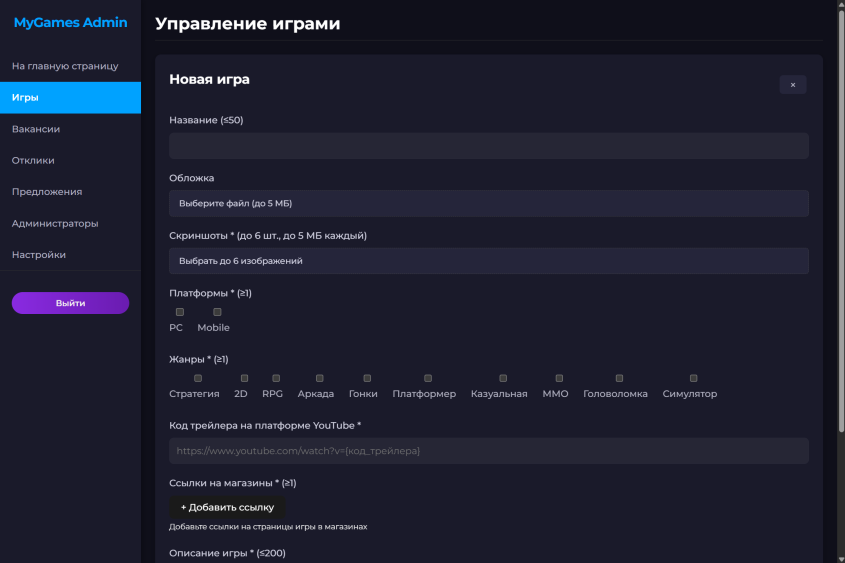 MyGames Admin
На главную страницу
Игры
Вакансии
Отклики
Предложения
Администраторы
Настройки
Выйти
Управление играми
Новая игра
×
Название (≤50)
Обложка
Выберите файл (до 5 МБ)
Скриншоты * (до 6 шт., до 5 МБ каждый)
Выбрать до 6 изображений
Платформы * (≥1)
PC Mobile
Жанры * (≥1)
Стратегия 2D RPG Аркада Гонки Платформер Казуальная ММО Головоломка Симулятор
Код трейлера на платформе YouTube *
https://www.youtube.com/watch?v=[код_трейлера]
Ссылки на магазины * (≥1)
+ Добавить ссылку
Добавьте ссылки на страницы игры в магазинах
Описание игры * (≤200)